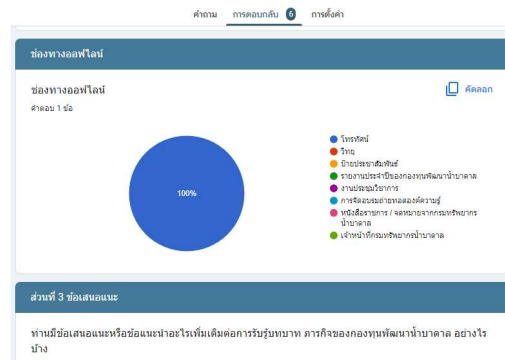 คำถาม การตอบกลับ 6 การตั้งค่า
ช่องทางออฟไลน์
ช่องทางออฟไลน์
คัดลอก
คำตอบ 1 ข้อ
100%
โทรทัศน์
วิทยุ
ป้ายประชาสัมพันธ์
รายงานประจำปีของกองทุนพัฒนาน้ำบาดาล
งานประชุมวิชาการ
การจัดอบรมถ่ายทอดองค์ความรู้
หนังสือราชการ / จดหมายจากกรมทรัพยากร
น้ำบาดาล
เจ้าหน้าที่กรมทรัพยากรน้ำบาดาล
ส่วนที่ 3 ข้อเสนอแนะ
ท่านมีข้อเสนอแนะหรือข้อแนะนำอะไรเพิ่มเติมต่อการรับรู้บทบาท ภารกิจของกองทุนพัฒนาน้ำบาดาล อย่างไร
บ้าง